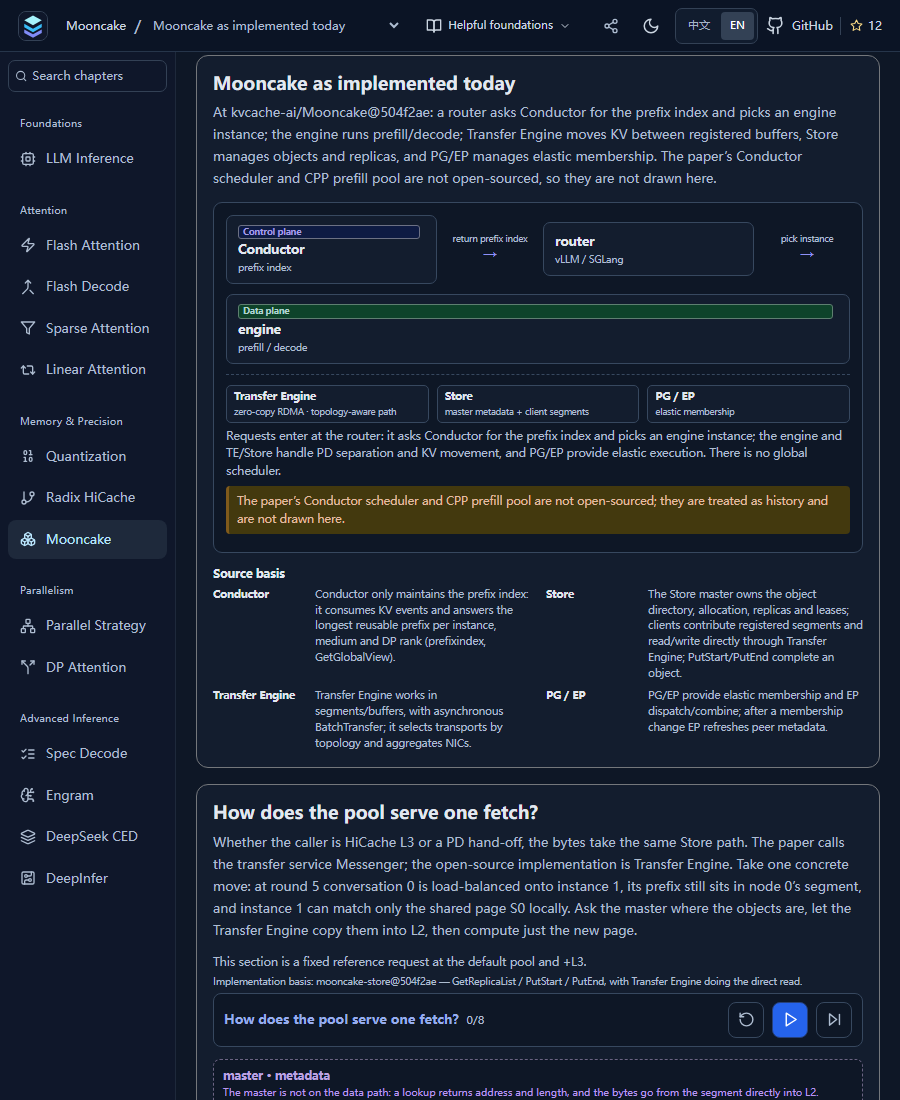 Mooncake / Mooncake as implemented today
Helpful foundations
中文
EN
GitHub
12
Search chapters
Foundations
LLM Inference
Attention
Flash Attention
Flash Decode
Sparse Attention
Linear Attention
Memory & Precision
Quantization
Radix HiCache
Mooncake
Parallelism
Parallel Strategy
DP Attention
Advanced Inference
Spec Decode
Engram
DeepSeek CED
DeepInfer
Mooncake as implemented today
At kvcache-ai/Mooncake@504f2ae: a router asks Conductor for the prefix index and picks an engine
instance; the engine runs prefill/decode; Transfer Engine moves KV between registered buffers, Store
manages objects and replicas, and PG/EP manages elastic membership. The paper's Conductor
scheduler and CPP prefill pool are not open-sourced, so they are not drawn here.
Control plane
Conductor
prefix index
return prefix index
→
router
vLLM / SGLang
pick instance
→
Data plane
engine
prefill / decode
Transfer Engine
zero-copy RDMA · topology-aware path
Store
master metadata + client segments
PG / EP
elastic membership
Requests enter at the router: it asks Conductor for the prefix index and picks an engine instance; the engine and
TE/Store handle PD separation and KV movement, and PG/EP provide elastic execution. There is no global
scheduler.
The paper's Conductor scheduler and CPP prefill pool are not open-sourced; they are treated as history and
are not drawn here.
Source basis
Conductor
Conductor only maintains the prefix index:
it consumes KV events and answers the
longest reusable prefix per instance,
medium and DP rank (prefixindex,
GetGlobalView).
Store
The Store master owns the object
directory, allocation, replicas and leases;
clients contribute registered segments and
read/write directly through Transfer
Engine; PutStart/PutEnd complete an
object.
Transfer Engine
Transfer Engine works in
segments/buffers, with asynchronous
BatchTransfer; it selects transports by
topology and aggregates NICs.
PG / EP
PG/EP provide elastic membership and EP
dispatch/combine; after a membership
change EP refreshes peer metadata.
How does the pool serve one fetch?
Whether the caller is HiCache L3 or a PD hand-off, the bytes take the same Store path. The paper calls
the transfer service Messenger; the open-source implementation is Transfer Engine. Take one concrete
move: at round 5 conversation 0 is load-balanced onto instance 1, its prefix still sits in node 0's segment,
and instance 1 can match only the shared page S0 locally. Ask the master where the objects are, let the
Transfer Engine copy them into L2, then compute just the new page.
This section is a fixed reference request at the default pool and +L3.
Implementation basis: mooncake-store@504f2ae — GetReplicaList / PutStart / PutEnd, with Transfer Engine doing the direct read.
How does the pool serve one fetch? 0/8
master • metadata
The master is not on the data path: a lookup returns address and length, and the bytes go from the segment directly into L2.